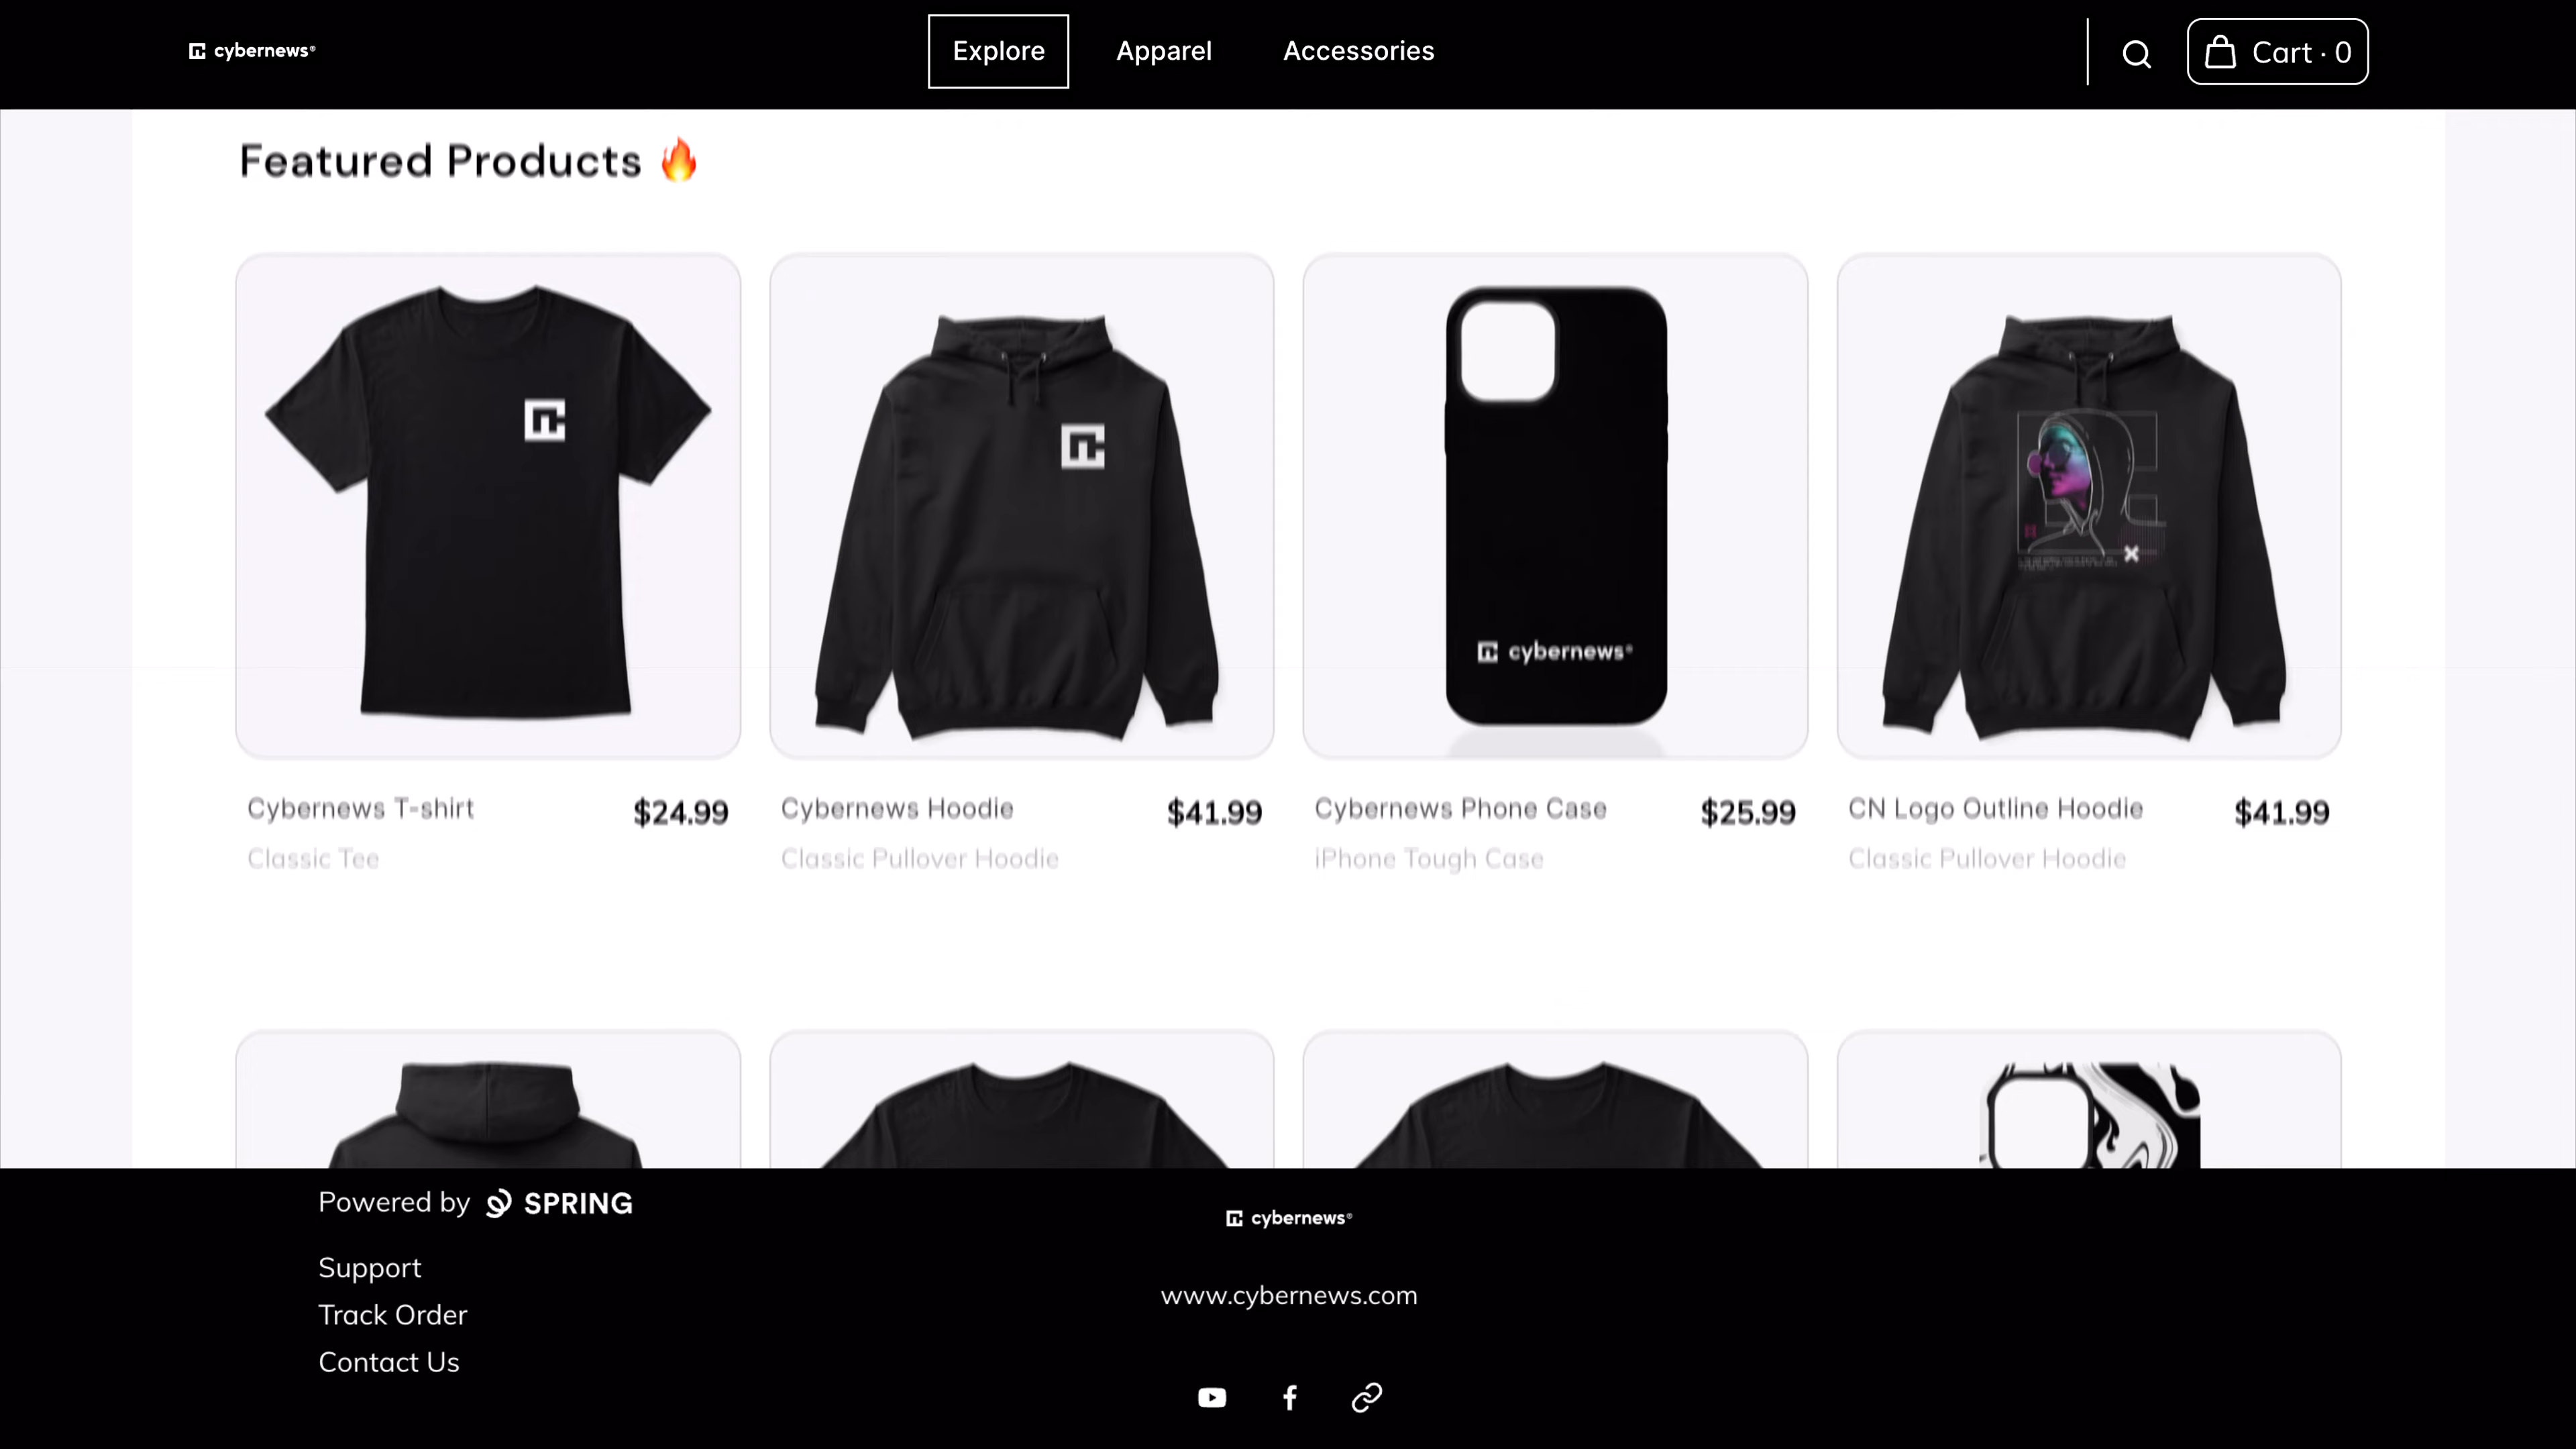 cybernews®
Explore Apparel Accessories
Cart · 0
Featured Products 🔥
cybernews®
Cybernews T-shirt $24.99
Classic Tee
Cybernews Hoodie $41.99
Classic Pullover Hoodie
Cybernews Phone Case $25.99
iPhone Tough Case
CN Logo Outline Hoodie $41.99
Classic Pullover Hoodie
Powered by SPRING
Support
Track Order
Contact Us
cybernews®
www.cybernews.com